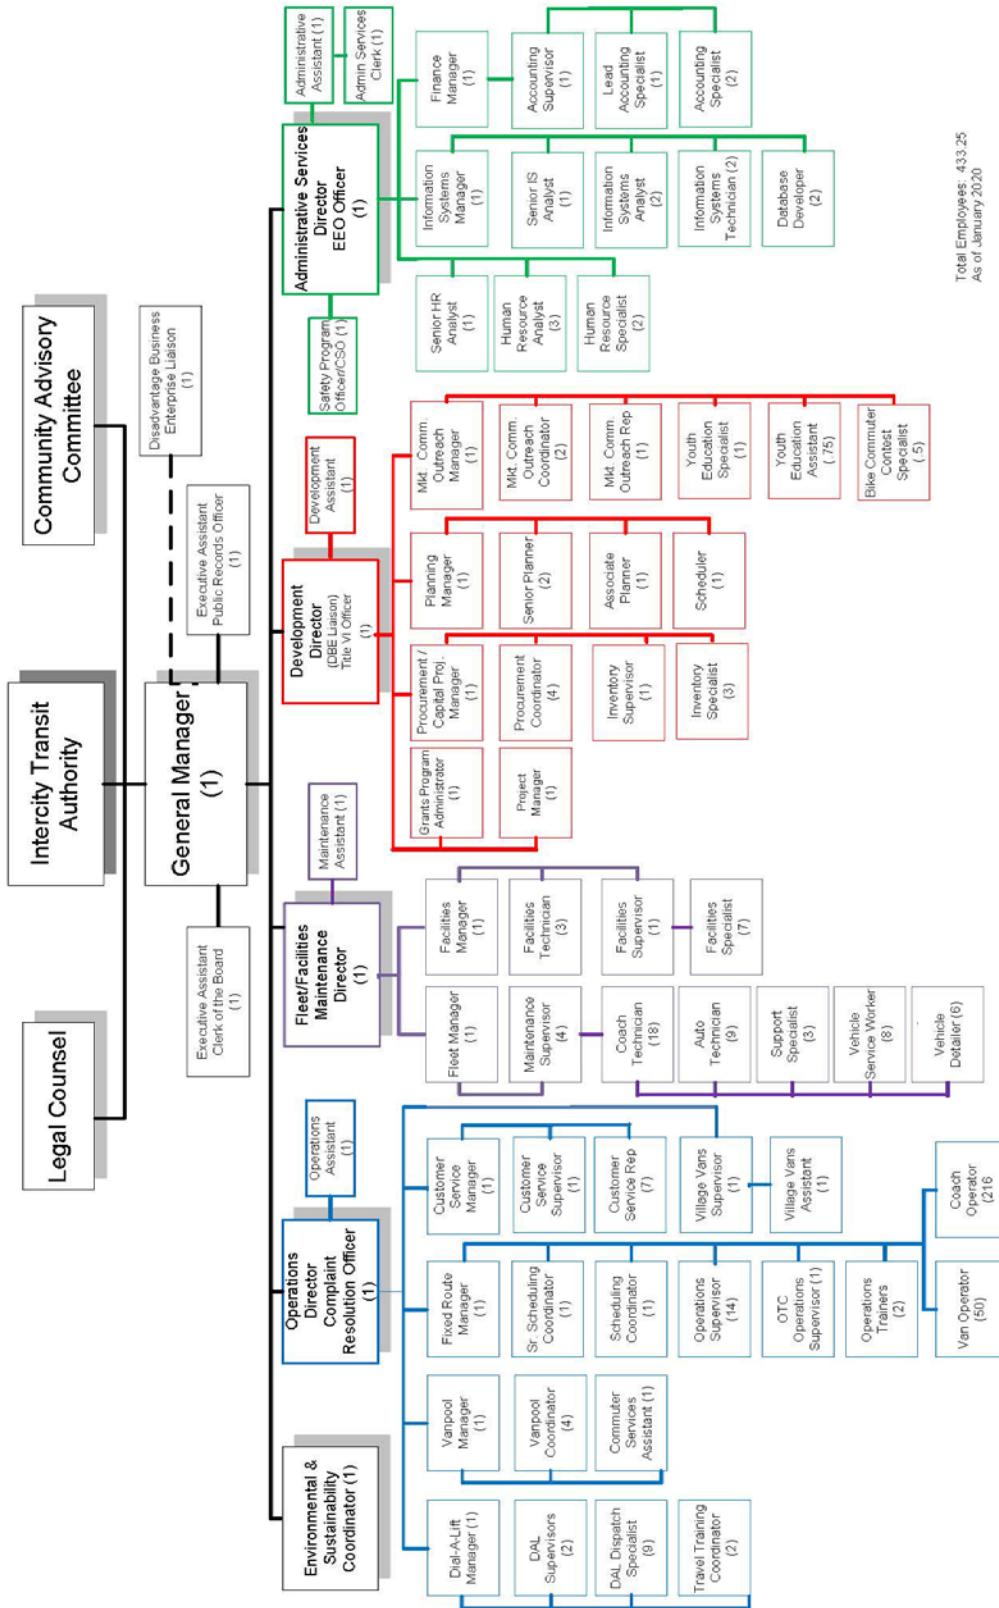 Legal Counsel
Intercity Transit
Authority
Community Advisory
Committee
General Manager
(1)
Disadvantage Business
Enterprise Liaison
(1)
Executive Assistant
Clerk of the Board
(1)
Executive Assistant
Public Records Officer
(1)
Environmental &
Sustainability
Coordinator (1)
Operations
Director
Complaint
Resolution Officer
(1)
Operations
Assistant
(1)
Fleet/Facilities
Maintenance
Director
(1)
Maintenance
Assistant (1)
Development
Director
(DBE Liaison)
Title VI Officer
(1)
Development
Assistant
(1)
Safety Program
Officer/CSO (1)
Administrative Services
Director
EEO Officer
(1)
Administrative
Assistant (1)
Admin Services
Clerk (1)
Dial-A-Lift
Manager (1)
DAL
Supervisors
(2)
DAL Dispatch
Specialist
(9)
Travel Training
Coordinator
(2)
Vanpool
Manager
(1)
Vanpool
Coordinator
(4)
Commuter
Services
Assistant (1)
Fixed Route
Manager
(1)
Sr. Scheduling
Coordinator
(1)
Scheduling
Coordinator
(1)
Operations
Supervisor
(14)
OTC
Operations
Supervisor (1)
Operations
Trainers
(2)
Van Operator
(50)
Coach
Operator
(216
Customer
Service
Manager
(1)
Customer
Service
Supervisor
(1)
Customer
Service Rep
(7)
Village Vans
Supervisor
(1)
Village Vans
Assistant
(1)
Fleet Manager
(1)
Maintenance
Supervisor
(4)
Coach
Technician
(18)
Auto
Technician
(9)
Support
Specialist
(3)
Vehicle
Service Worker
(8)
Vehicle
Detailer (6)
Facilities
Manager
(1)
Facilities
Technician
(3)
Facilities
Supervisor
(1)
Facilities
Specialist
(7)
Grants Program
Administrator
(1)
Project
Manager
(1)
Procurement /
Capital Proj.
Manager
(1)
Procurement
Coordinator
(4)
Inventory
Supervisor
(1)
Inventory
Specialist
(3)
Planning
Manager
(1)
Senior Planner
(2)
Associate
Planner
(1)
Scheduler
(1)
Mkt. Comm.
Outreach
Manager
(1)
Mkt. Comm.
Outreach
Coordinator
(2)
Mkt. Comm.
Outreach Rep
(1)
Youth
Education
Specialist
(1)
Youth
Education
Assistant
(.75)
Bike Commuter
Contest
Specialist
(.5)
Senior HR
Analyst
(1)
Human
Resource
Analyst
(3)
Human
Resource
Specialist
(2)
Information
Systems
Manager
(1)
Senior IS
Analyst
(1)
Information
Systems
Analyst
(2)
Information
Systems
Technician (2)
Database
Developer
(2)
Finance
Manager
(1)
Accounting
Supervisor
(1)
Lead
Accounting
Specialist
(1)
Accounting
Specialist
(2)
Total Employees: 433.25
As of January 2020